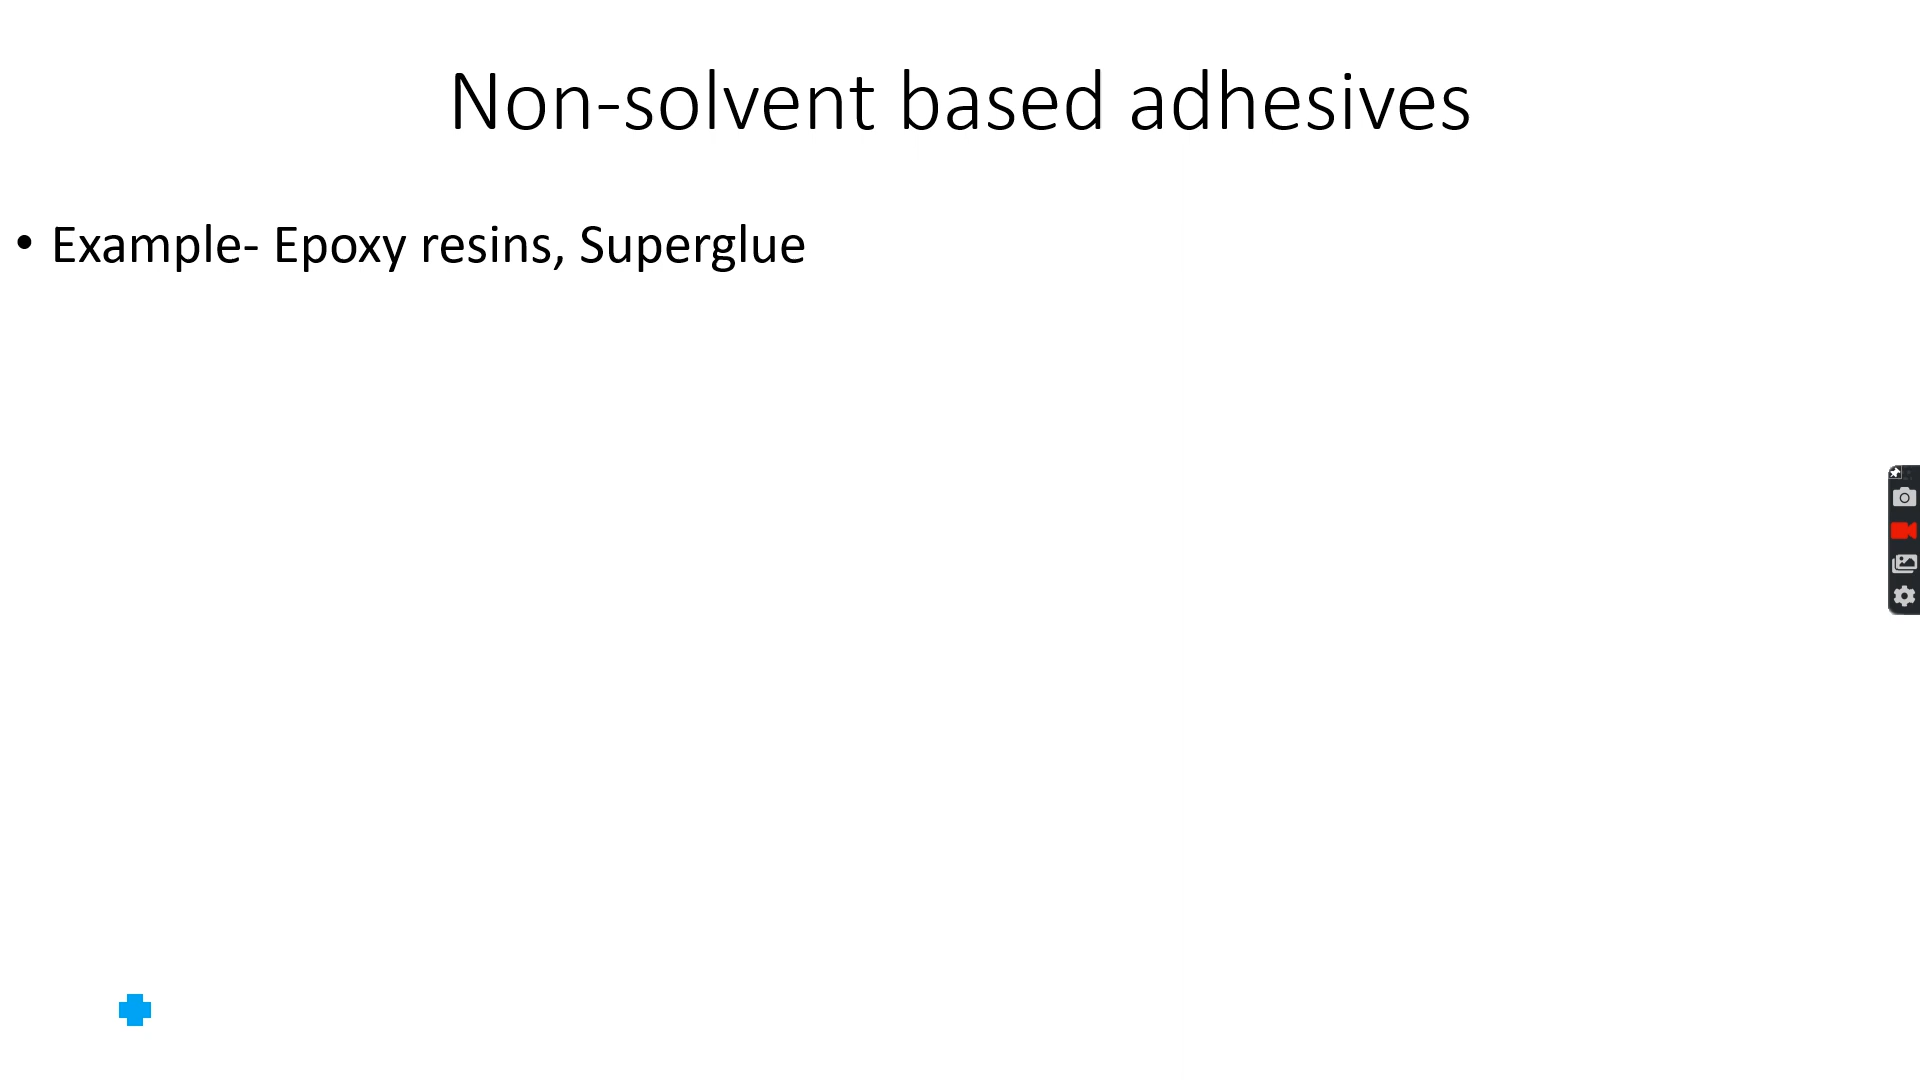 Non-solvent based adhesives
• Example- Epoxy resins, Superglue